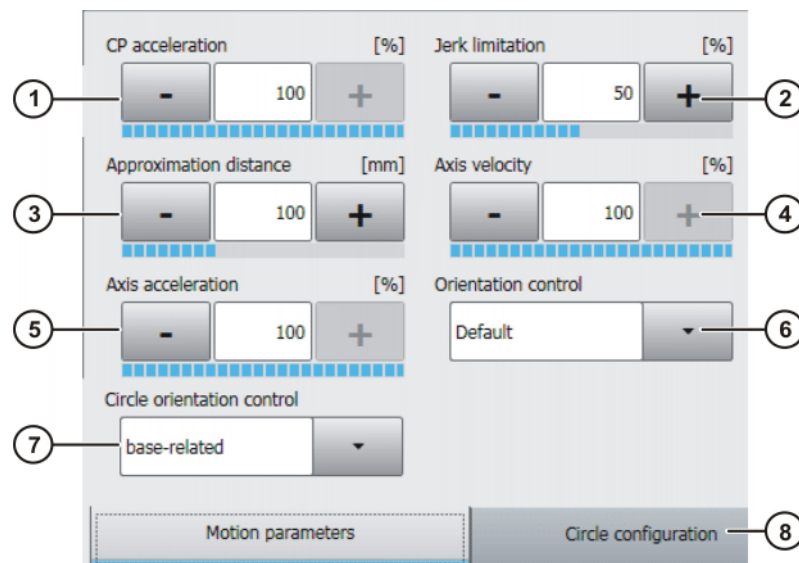 CP acceleration [%] Jerk limitation [%]
1 - 100 + - 50 + 2
Approximation distance [mm] Axis velocity [%]
3 - 100 + - 100 + 4
Axis acceleration [%] Orientation control
5 - 100 + Default 6
Circle orientation control
7 base-related
Motion parameters Circle configuration 8